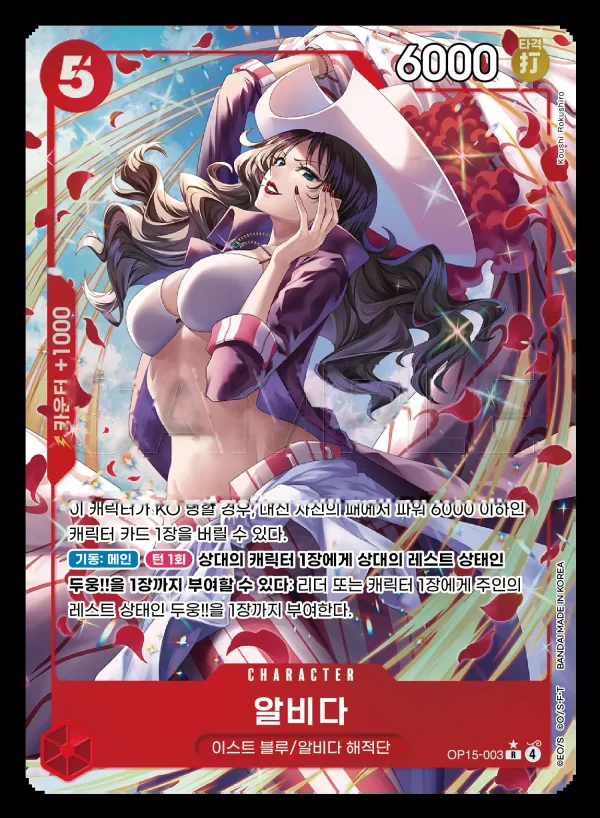 5
6000
타격
打
Koushi Rokushiro
카운터 +1000
SAMPLE
이 캐릭터가 KO 당할 경우, 대신 자신의 패에서 파워 6000 이하인
캐릭터 카드 1장을 버릴 수 있다.
기동: 메인 턴 1회 상대의 캐릭터 1장에게 상대의 레스트 상태인
두웅!!을 1장까지 부여할 수 있다: 리더 또는 캐릭터 1장에게 주인의
레스트 상태인 두웅!!을 1장까지 부여한다.
CHARACTER
알비다
이스트 블루/알비다 해적단
OP15-003 R 4
©EO/S ©O/S·F·T BANDAI MADE IN KOREA